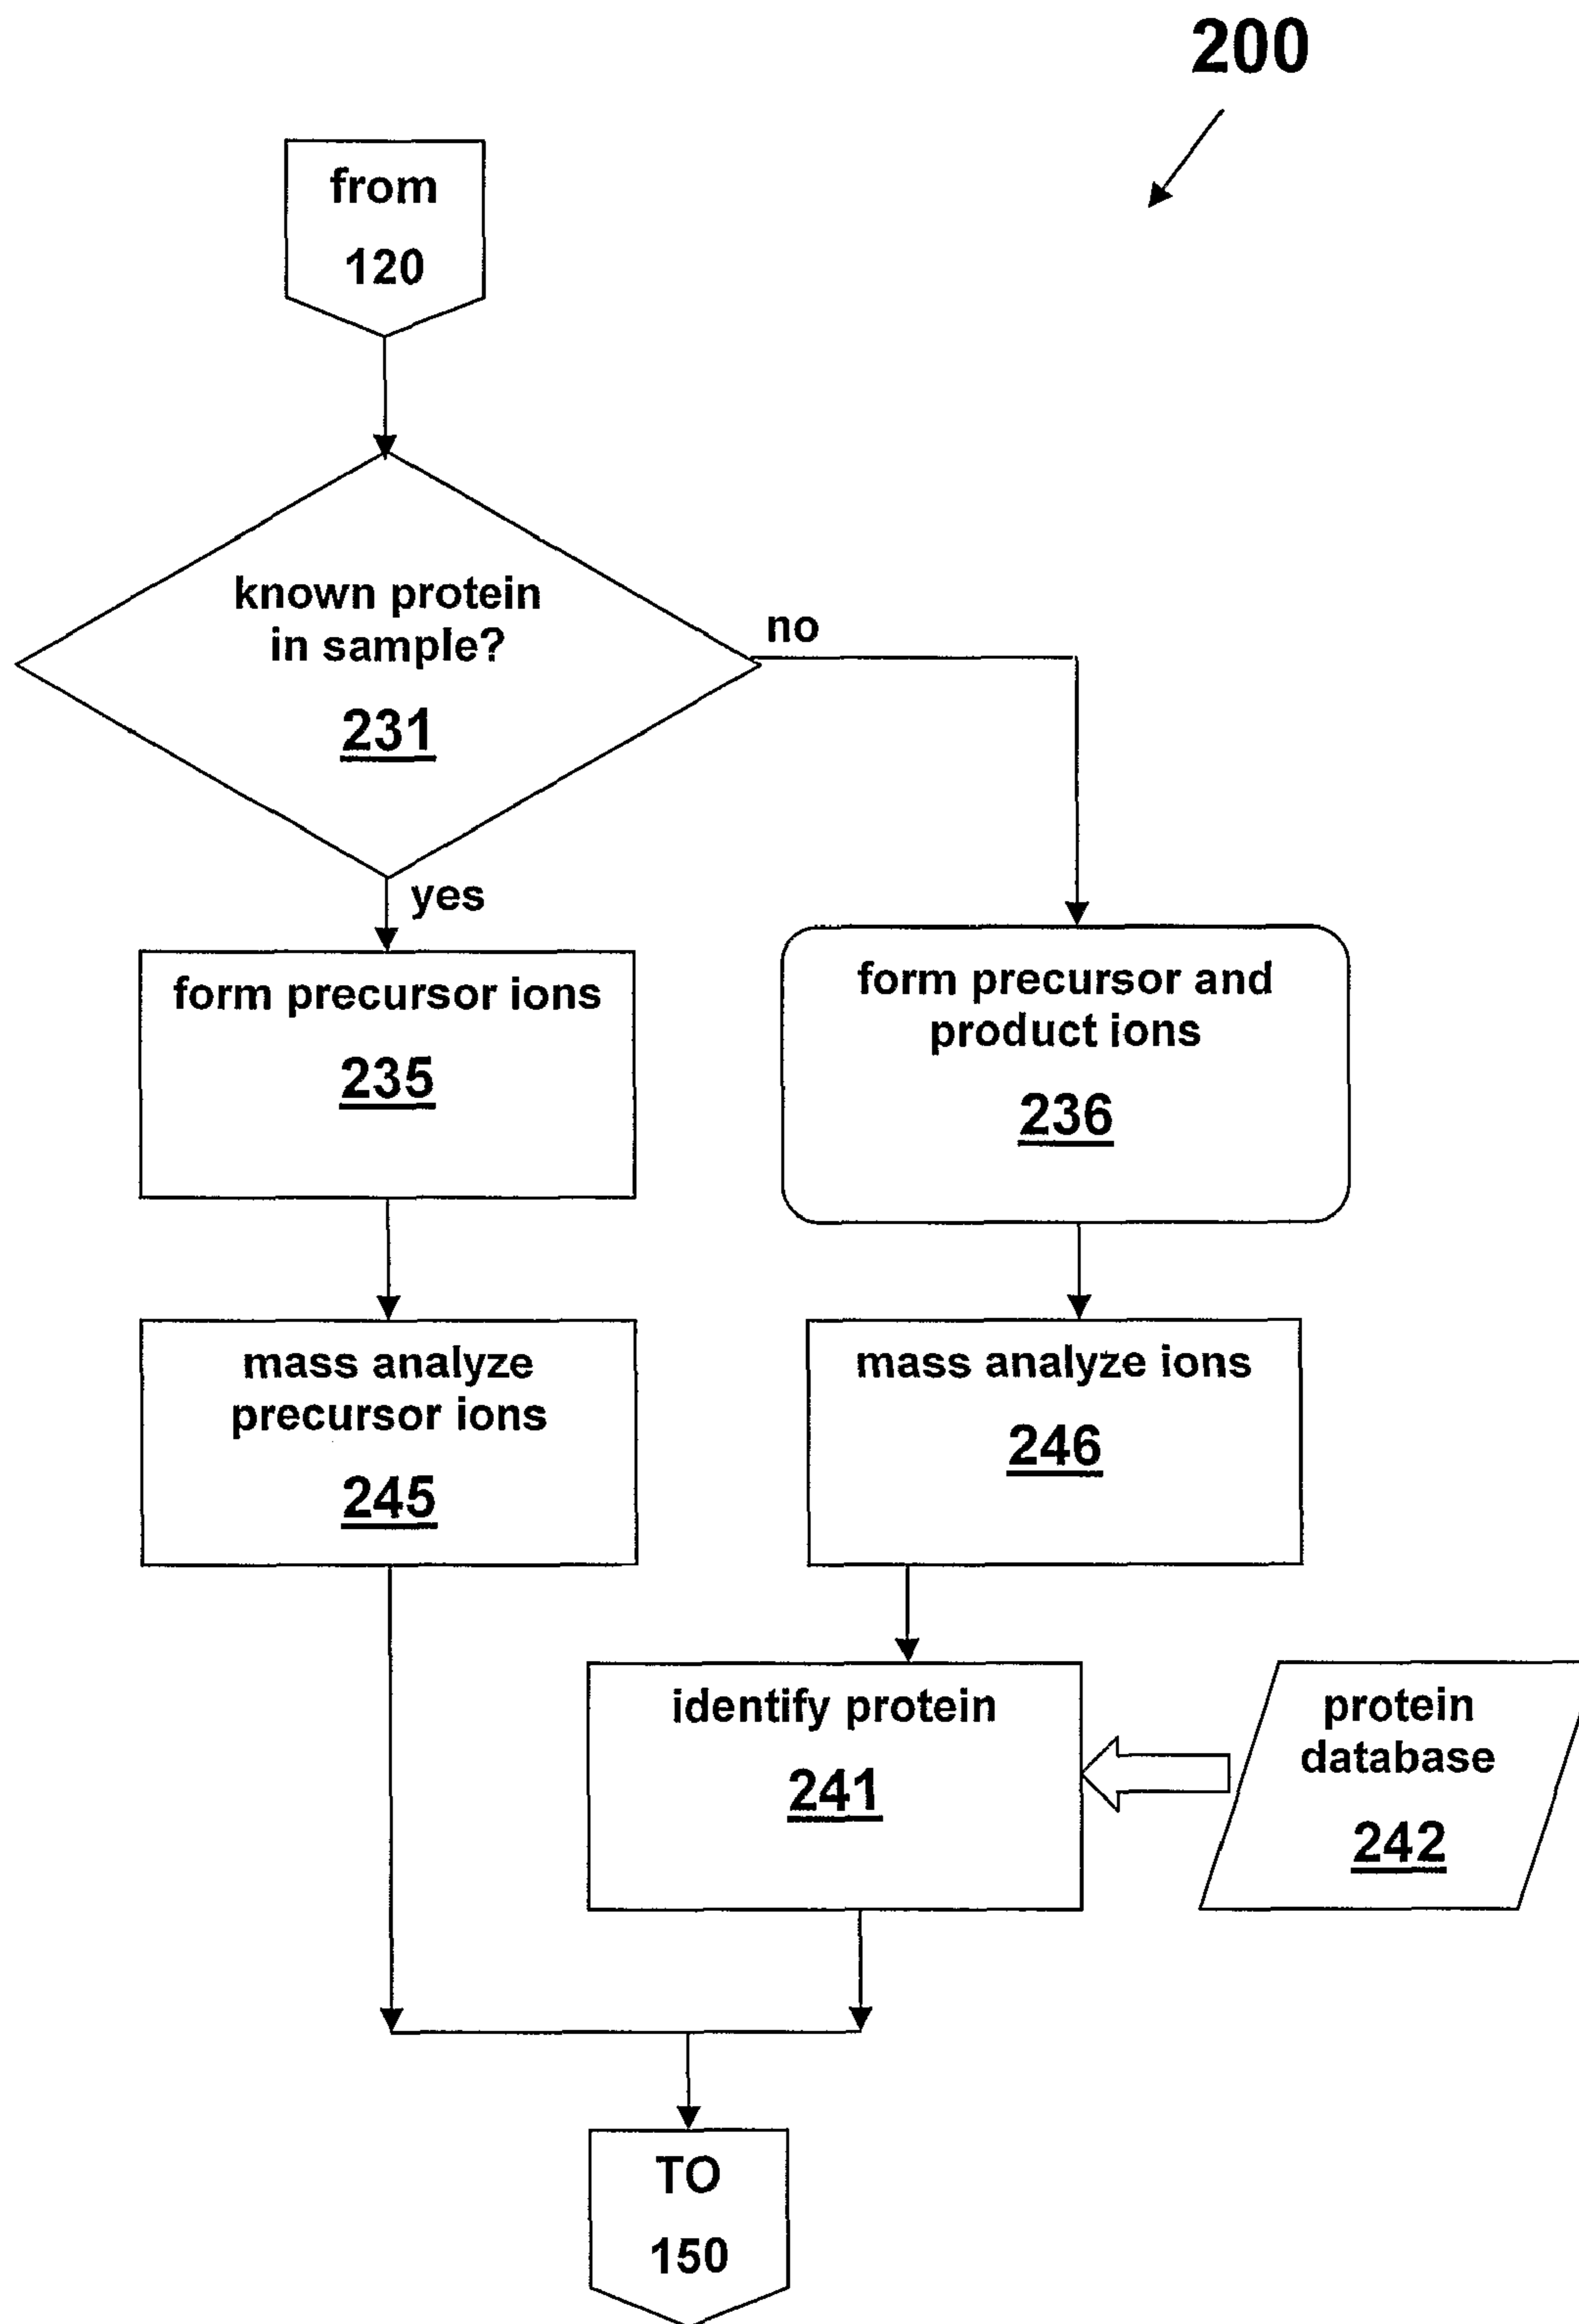 200
from
120
known protein
in sample?
231
no
yes
form precursor ions
235
form precursor and
product ions
236
mass analyze
precursor ions
245
mass analyze ions
246
identify protein
241
protein
database
242
TO
150